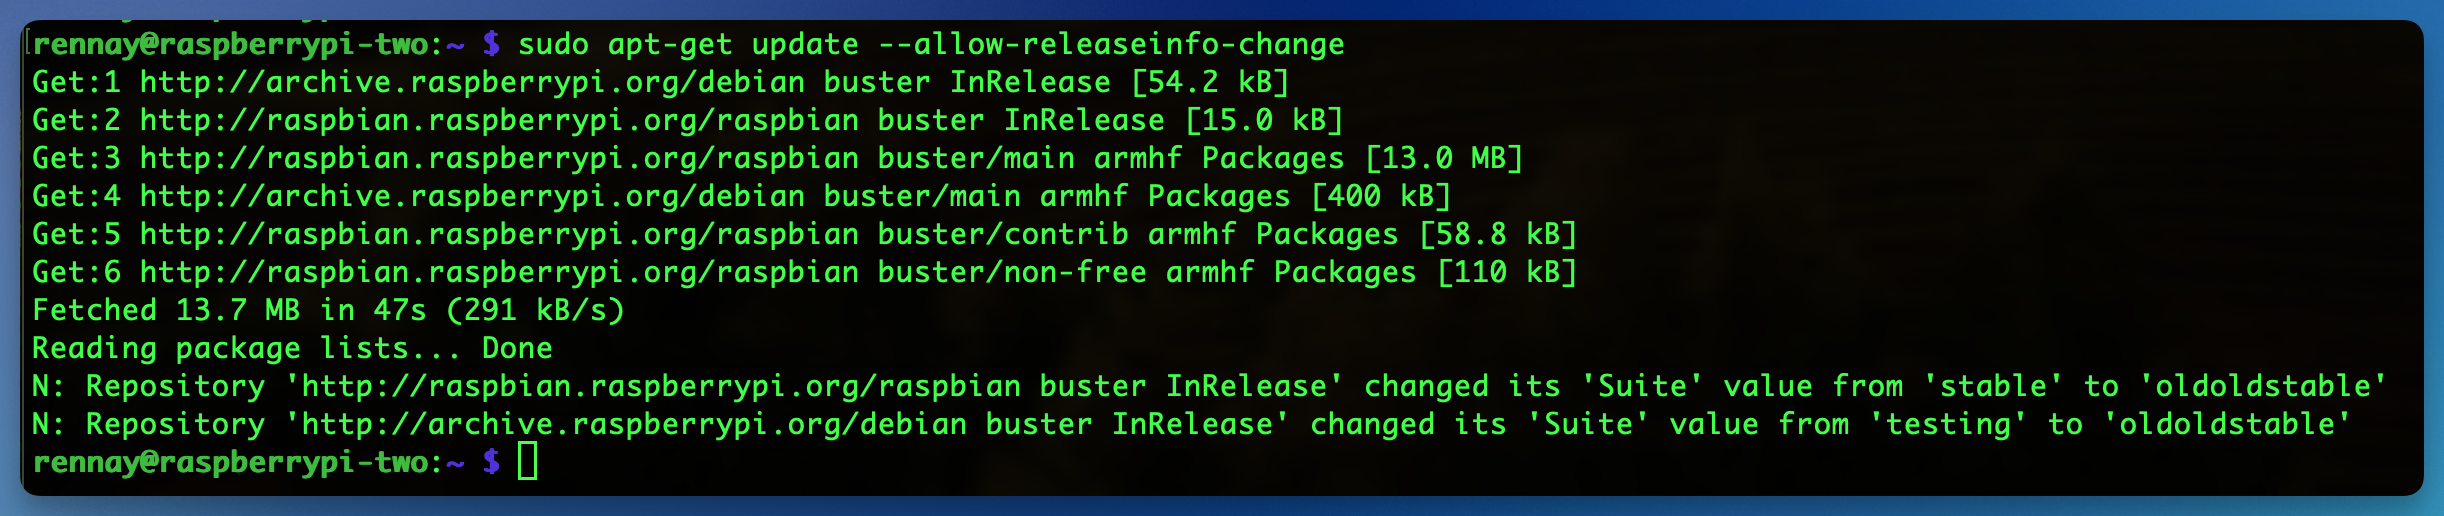 rennay@raspberrypi-two:~ $ sudo apt-get update --allow-releaseinfo-change
Get:1 http://archive.raspberrypi.org/debian buster InRelease [54.2 kB]
Get:2 http://raspbian.raspberrypi.org/raspbian buster InRelease [15.0 kB]
Get:3 http://raspbian.raspberrypi.org/raspbian buster/main armhf Packages [13.0 MB]
Get:4 http://archive.raspberrypi.org/debian buster/main armhf Packages [400 kB]
Get:5 http://raspbian.raspberrypi.org/raspbian buster/contrib armhf Packages [58.8 kB]
Get:6 http://raspbian.raspberrypi.org/raspbian buster/non-free armhf Packages [110 kB]
Fetched 13.7 MB in 47s (291 kB/s)
Reading package lists... Done
N: Repository 'http://raspbian.raspberrypi.org/raspbian buster InRelease' changed its 'Suite' value from 'stable' to 'oldoldstable'
N: Repository 'http://archive.raspberrypi.org/debian buster InRelease' changed its 'Suite' value from 'testing' to 'oldoldstable'
rennay@raspberrypi-two:~ $